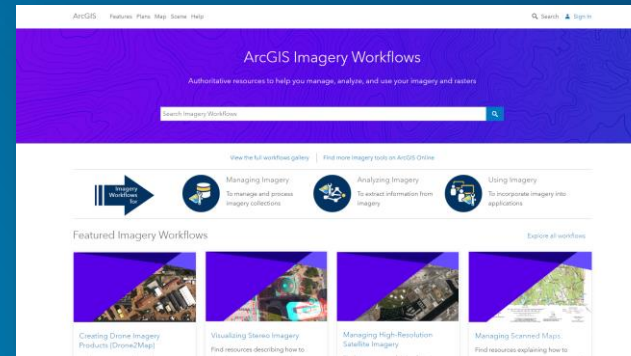 ArcGIS Features Plans Map Scene Help Search Sign In
ArcGIS Imagery Workflows
Authoritative resources to help you manage, analyze, and use your imagery and rasters
Search Imagery Workflows
View the full workflows gallery | Find more imagery tools on ArcGIS Online
Imagery
Workflows
for
Managing Imagery
To manage and process
imagery collections
Analyzing Imagery
To extract information from
imagery
Using Imagery
To incorporate imagery into
applications
Featured Imagery Workflows Explore all workflows
Creating Drone Imagery
Products (Drone2Map)
Visualizing Stereo Imagery
Find resources describing how to
Managing High-Resolution
Satellite Imagery
Managing Scanned Maps
Find resources explaining how to